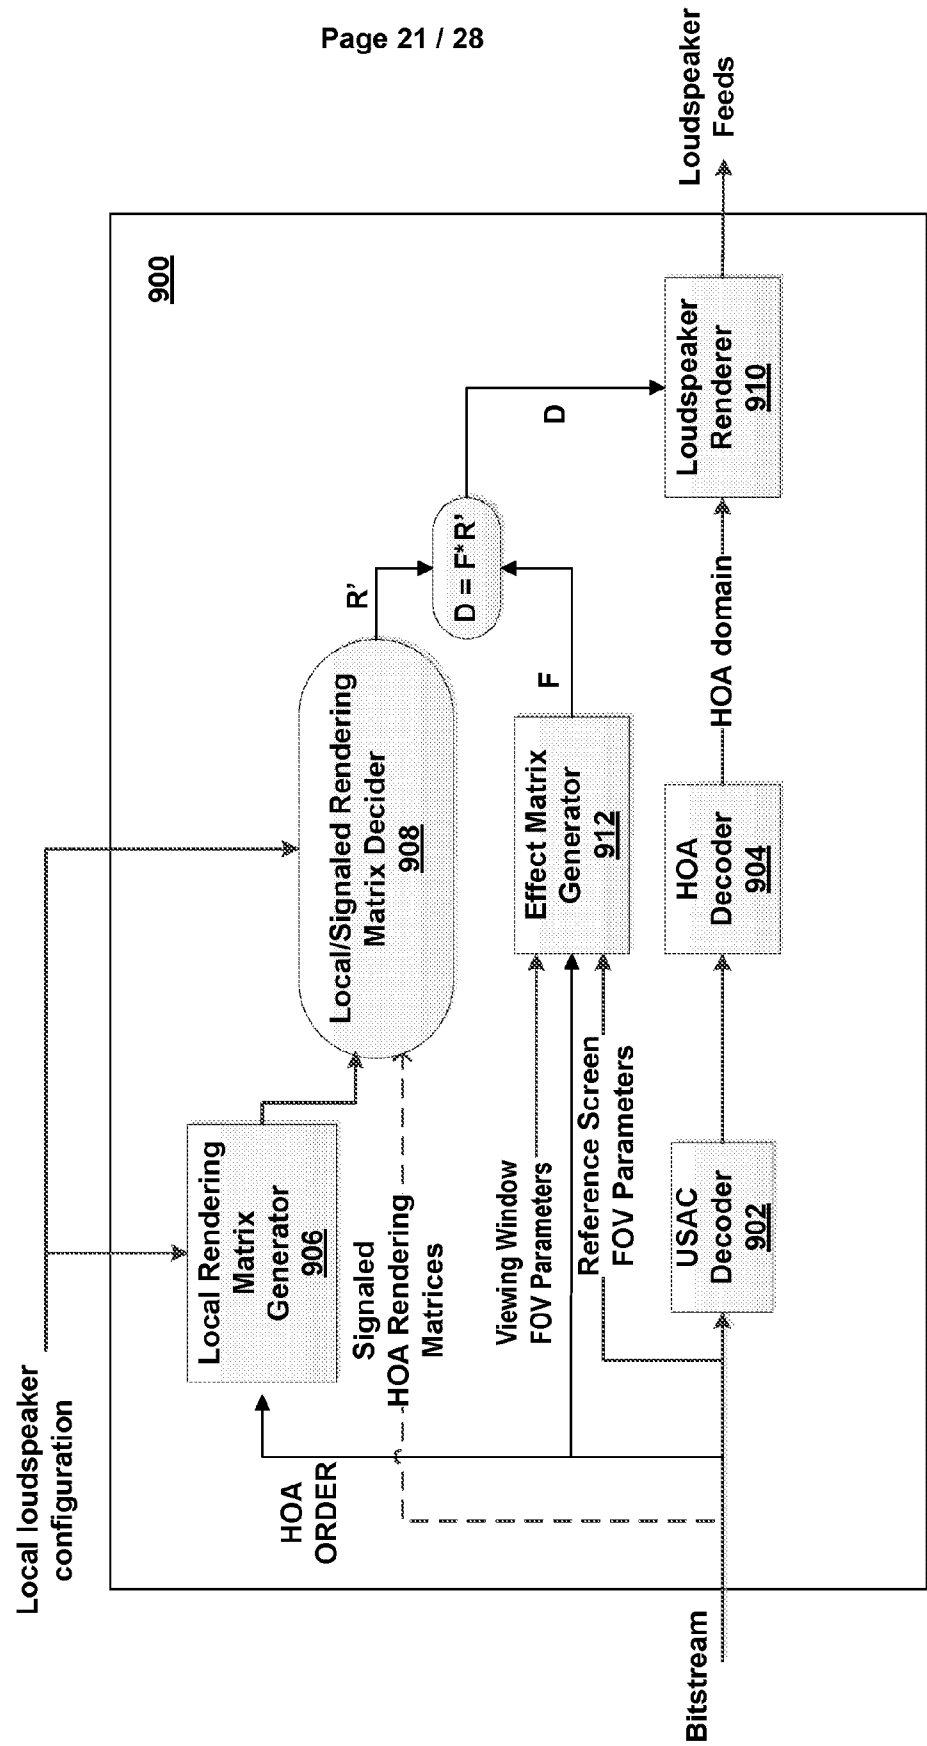 Page 21 / 28
Local loudspeaker
configuration
900
HOA
ORDER
Local Rendering
Matrix
Generator
906
Signaled
HOA Rendering
Matrices
Local/Signaled Rendering
Matrix Decider
908
R'
D = F*R'
D
F
Viewing Window
FOV Parameters
Reference Screen
FOV Parameters
Effect Matrix
Generator
912
Bitstream
USAC
Decoder
902
HOA
Decoder
904
HOA domain
Loudspeaker
Renderer
910
Loudspeaker
Feeds